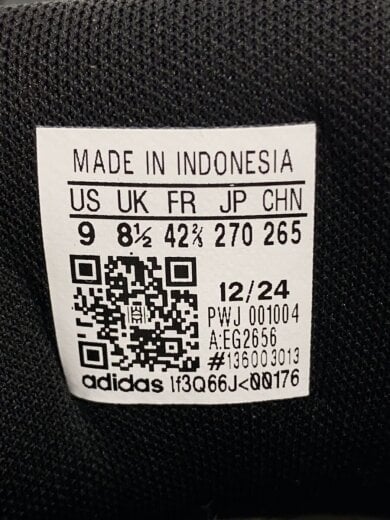 MADE IN INDONESIA
US UK FR JP CHN
9 8½ 42⅔ 270 265
12/24
PWJ 001004
A:EG2656
#136003013
adidas lf3Q66J<00176